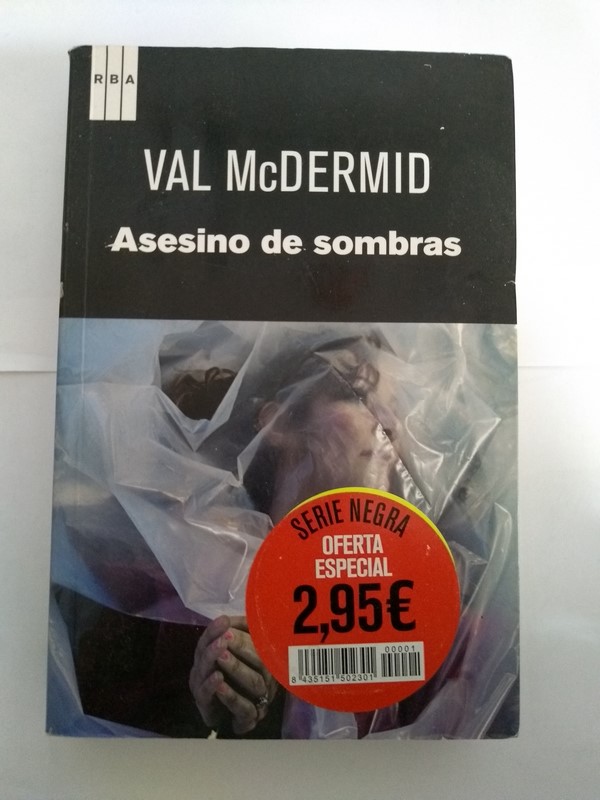 RBA
VAL McDERMID
Asesino de sombras
SERIE NEGRA
OFERTA
ESPECIAL
2,95€
00001
8 435151 502301